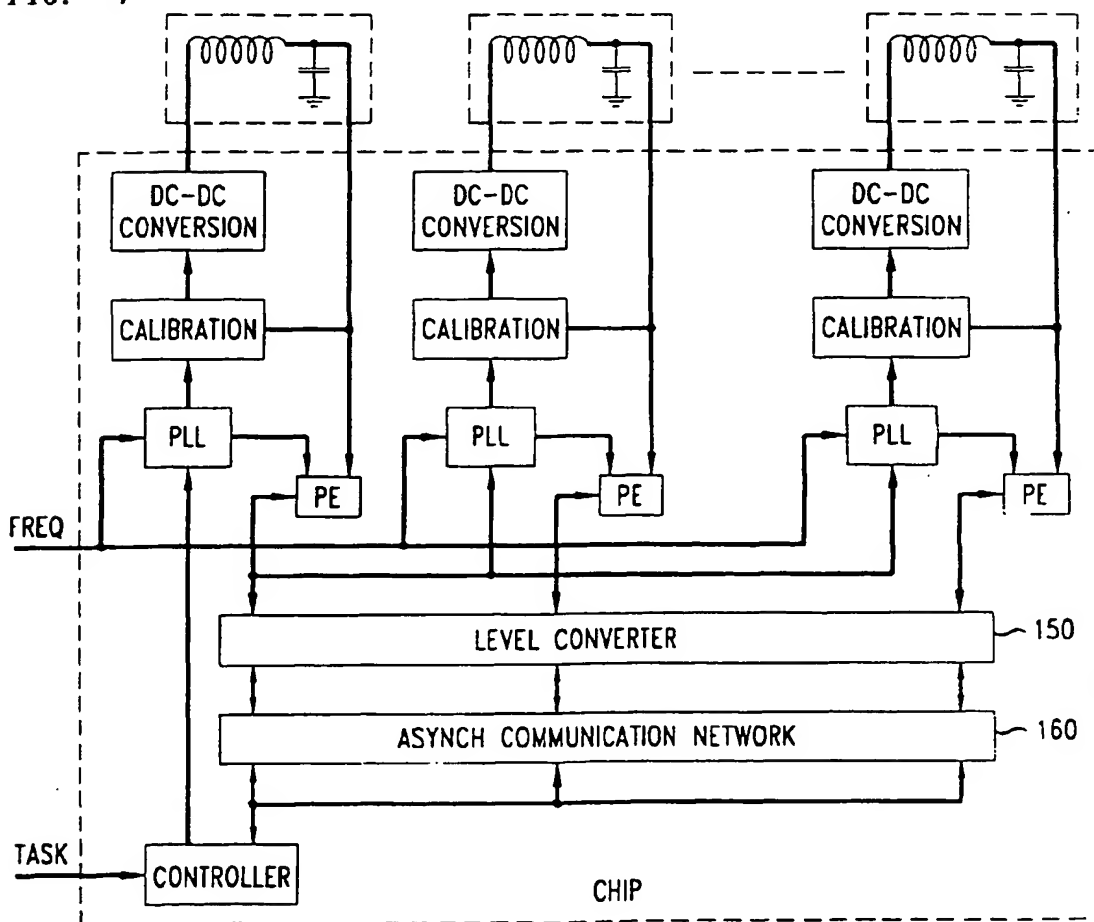 DC-DC
CONVERSION
DC-DC
CONVERSION
DC-DC
CONVERSION
CALIBRATION
CALIBRATION
CALIBRATION
PLL
PLL
PLL
PE
PE
PE
FREQ
LEVEL CONVERTER
150
ASYNCH COMMUNICATION NETWORK
160
TASK
CONTROLLER
CHIP